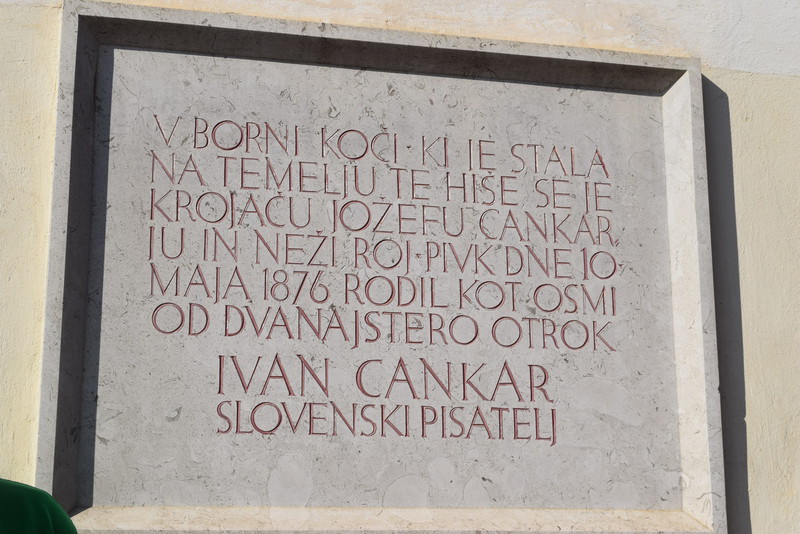 V BORNI KOČI KI JE STALA
NA TEMELJU TE HIŠE SE JE
KROJAČU JOŽEFU CANKAR,
JU IN NEŽI ROJ·PIVK DNE 10·
MAJA 1876 RODIL KOT OSMI
OD DVANAJSTERO OTROK
IVAN CANKAR
SLOVENSKI PISATELJ